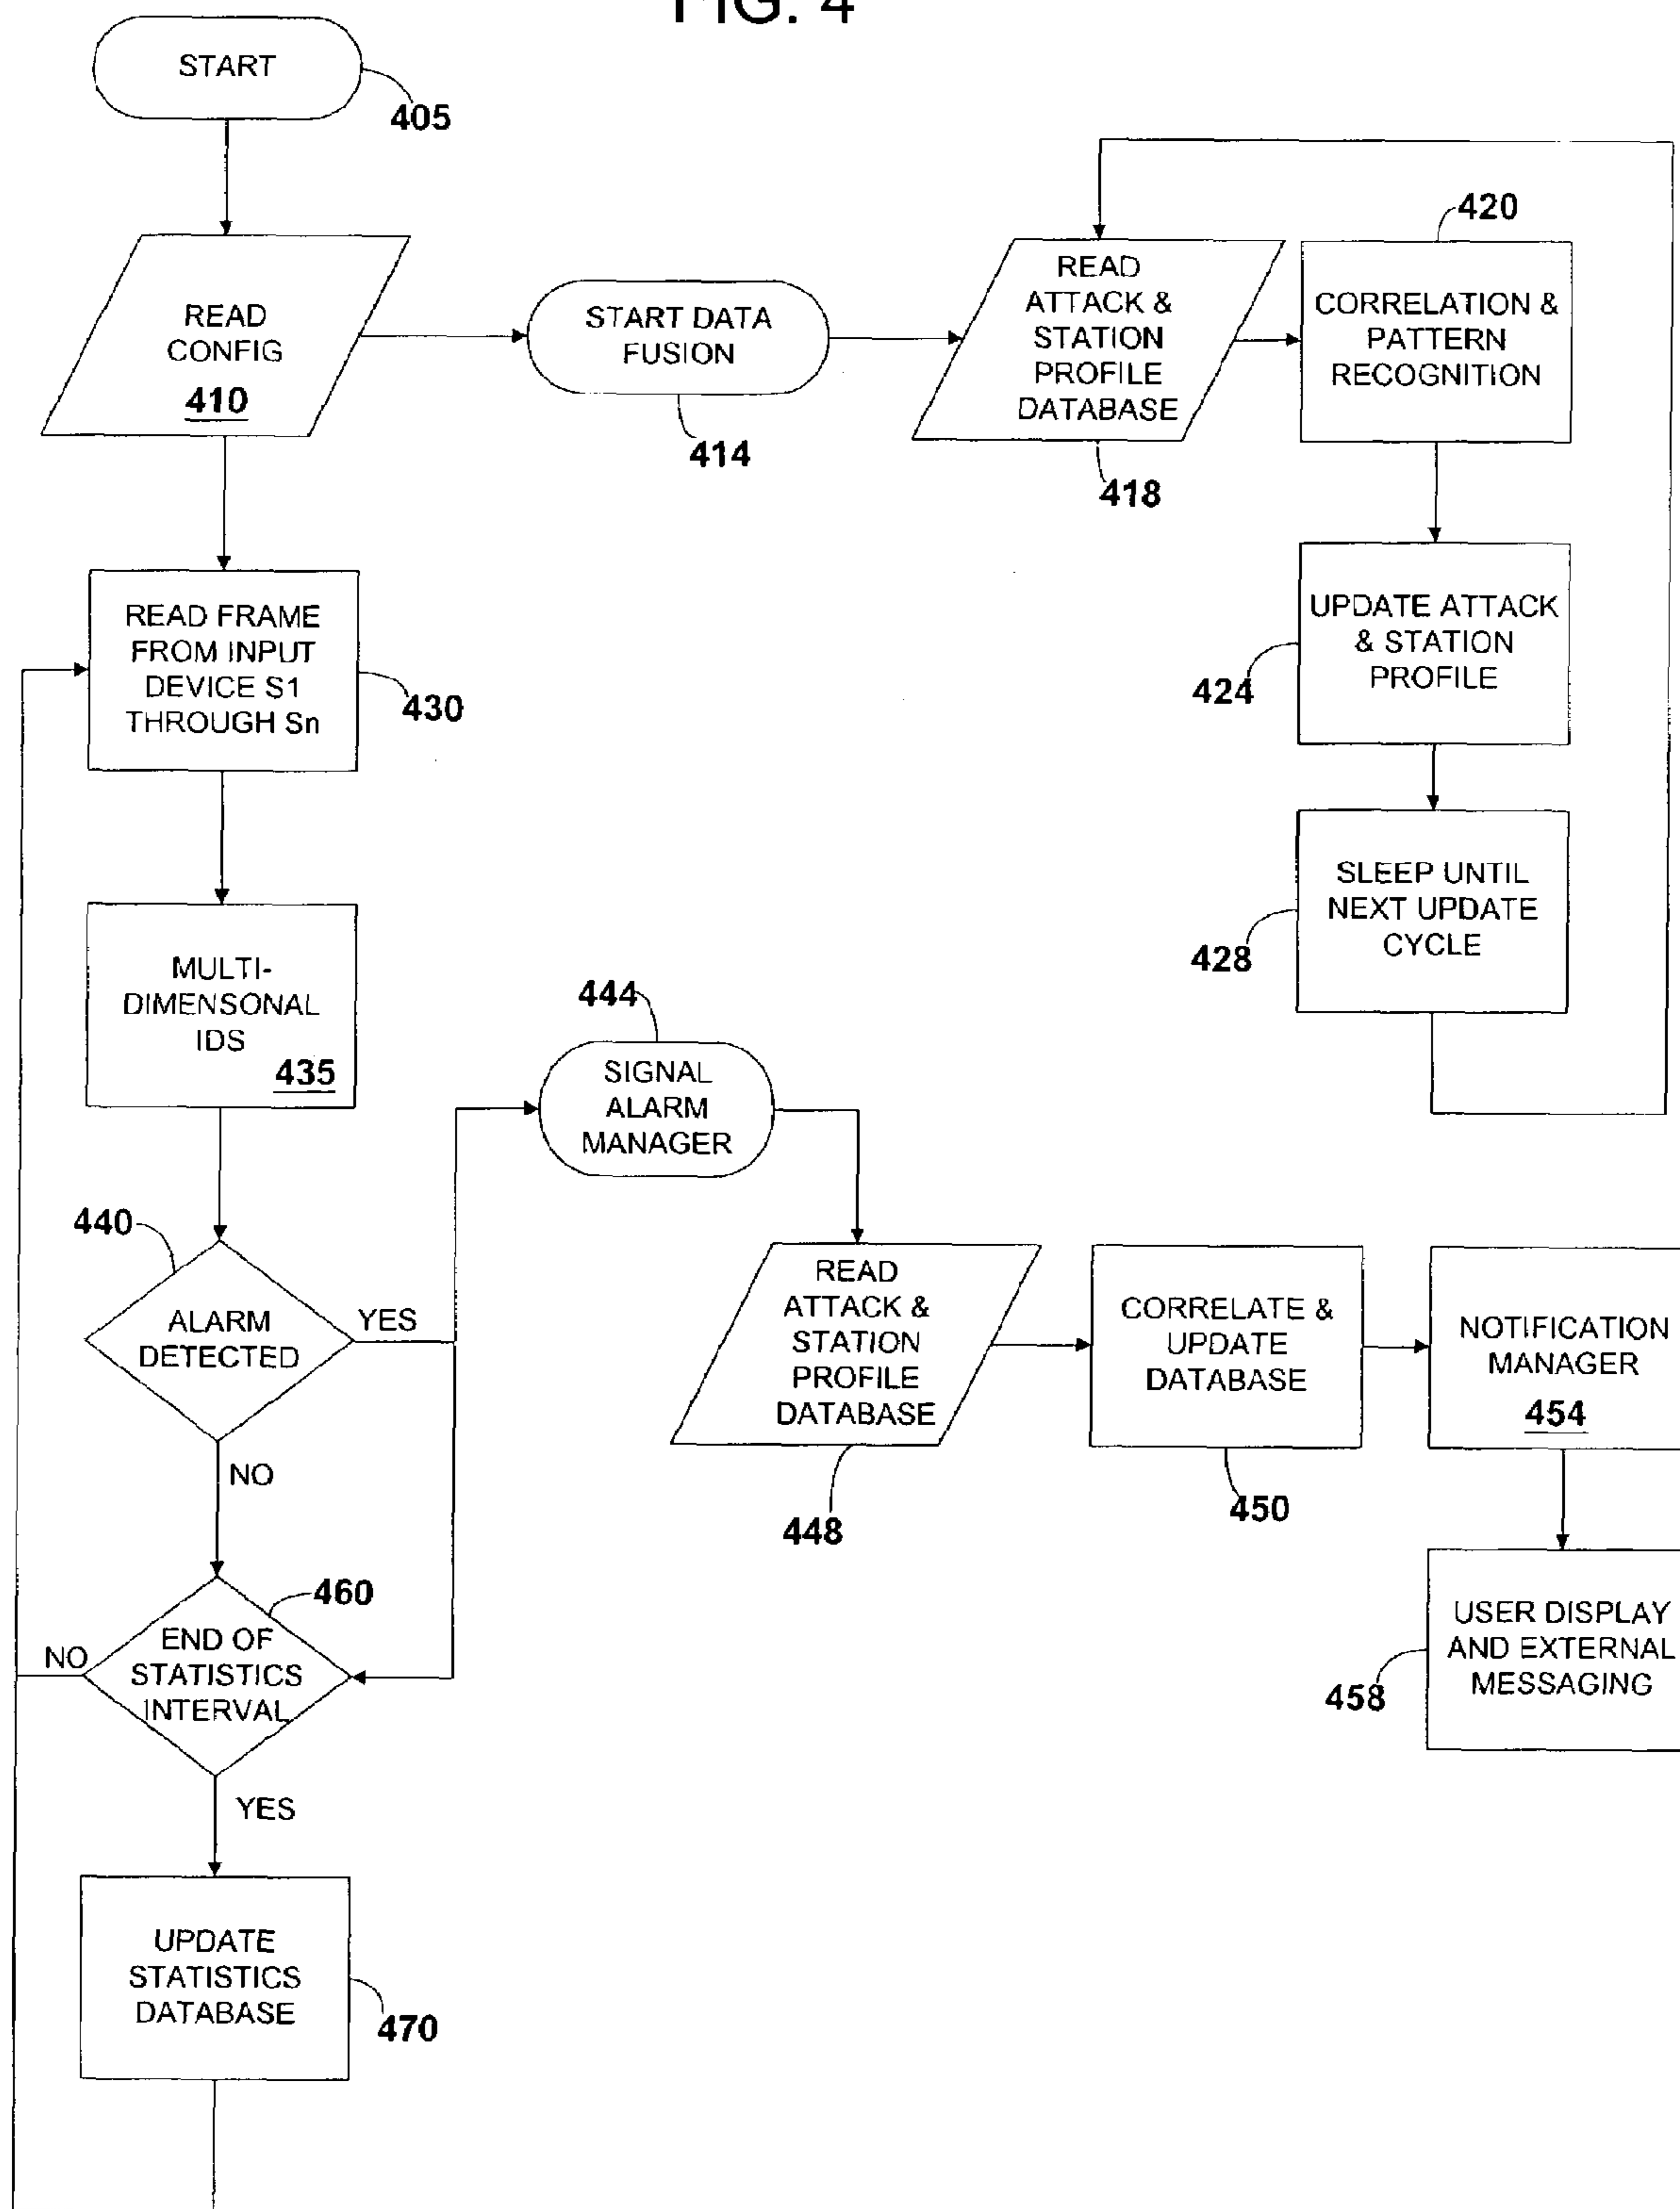 FIG. 4
START
405
READ
CONFIG
410
START DATA
FUSION
414
READ
ATTACK &
STATION
PROFILE
DATABASE
418
420
CORRELATION &
PATTERN
RECOGNITION
UPDATE ATTACK
& STATION
PROFILE
424
SLEEP UNTIL
NEXT UPDATE
CYCLE
428
READ FRAME
FROM INPUT
DEVICE S1
THROUGH Sn
430
MULTI-
DIMENSONAL
IDS
435
440
ALARM
DETECTED
YES
NO
444
SIGNAL
ALARM
MANAGER
READ
ATTACK &
STATION
PROFILE
DATABASE
448
CORRELATE &
UPDATE
DATABASE
450
NOTIFICATION
MANAGER
454
USER DISPLAY
AND EXTERNAL
MESSAGING
458
460
END OF
STATISTICS
INTERVAL
NO
YES
UPDATE
STATISTICS
DATABASE
470